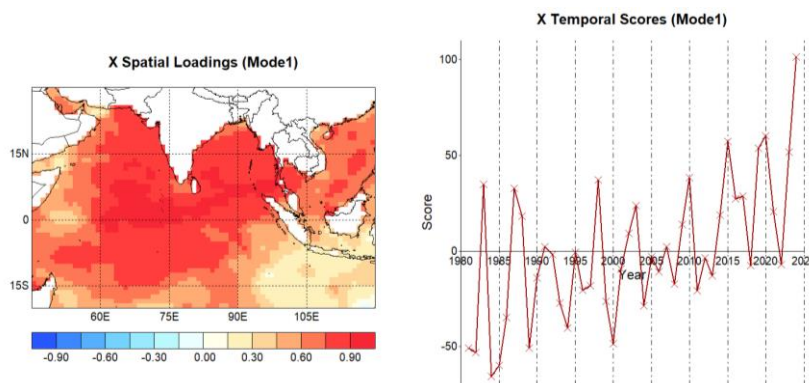 X Spatial Loadings (Mode1)
15N
0
15S
60E 75E 90E 105E
-0.90 -0.60 -0.30 0.00 0.30 0.60 0.90
X Temporal Scores (Mode1)
100
50
0
-50
Score
1980 1985 1990 1995 2000 2005 2010 2015 2020 202
Year